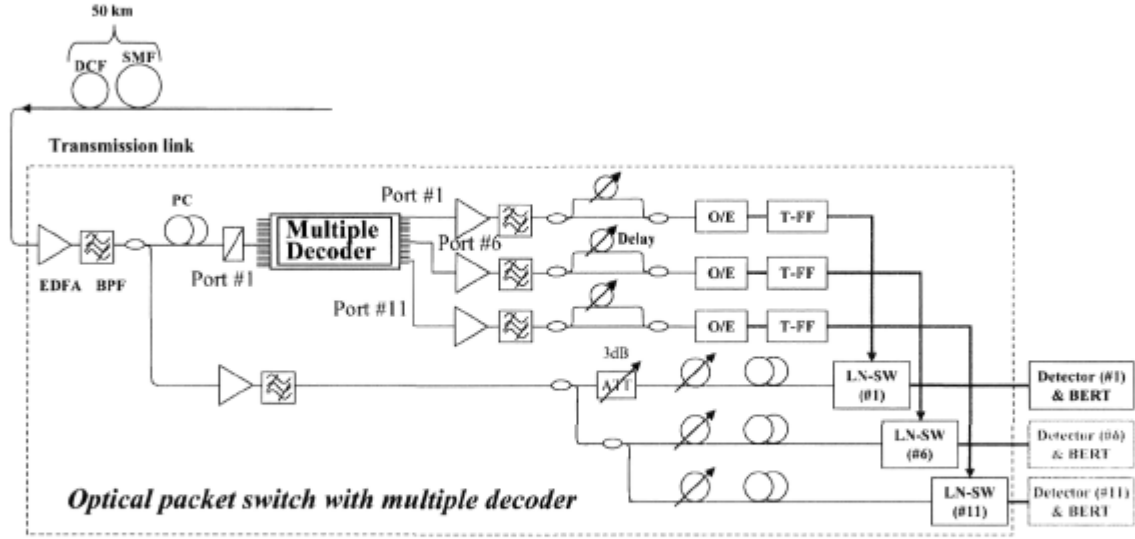 50 km
DCF
SMF
Transmission link
PC
Port #1
Multiple
Decoder
Port #1
Port #6
Port #11
EDFA
BPF
Delay
O/E
T-FF
O/E
T-FF
O/E
T-FF
3dB
ATT
LN-SW
(#1)
Detector (#1)
& BERT
LN-SW
(#6)
Detector (#6)
& BERT
LN-SW
(#11)
Detector (#11)
& BERT
Optical packet switch with multiple decoder